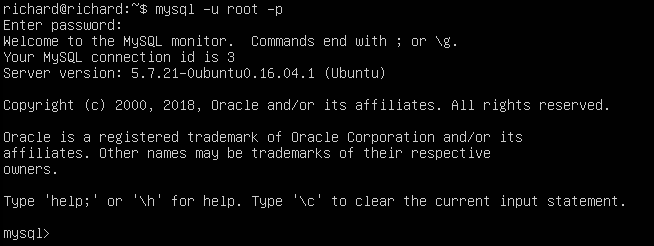 richard@richard:~$ mysql -u root -p
Enter password:
Welcome to the MySQL monitor.  Commands end with ; or \g.
Your MySQL connection id is 3
Server version: 5.7.21-0ubuntu0.16.04.1 (Ubuntu)

Copyright (c) 2000, 2018, Oracle and/or its affiliates. All rights reserved.

Oracle is a registered trademark of Oracle Corporation and/or its
affiliates. Other names may be trademarks of their respective
owners.

Type 'help;' or '\h' for help. Type '\c' to clear the current input statement.

mysql>